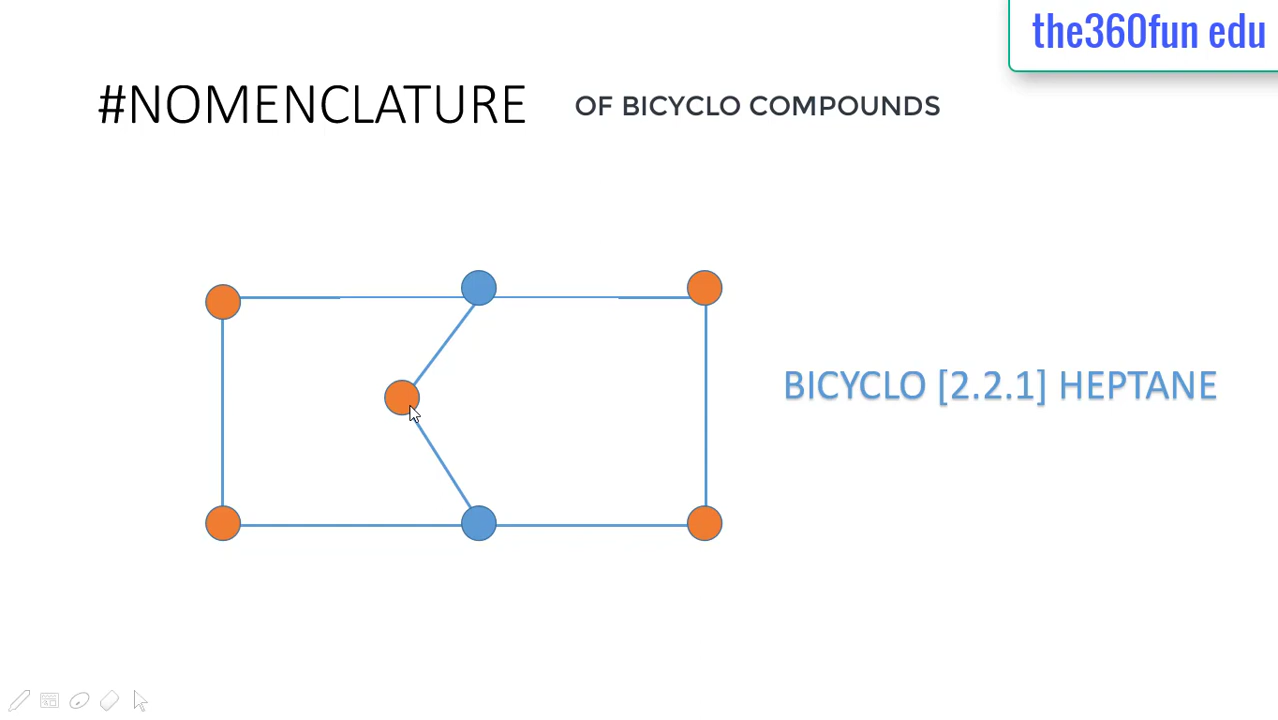 the360fun edu
#NOMENCLATURE OF BICYCLO COMPOUNDS
BICYCLO [2.2.1] HEPTANE